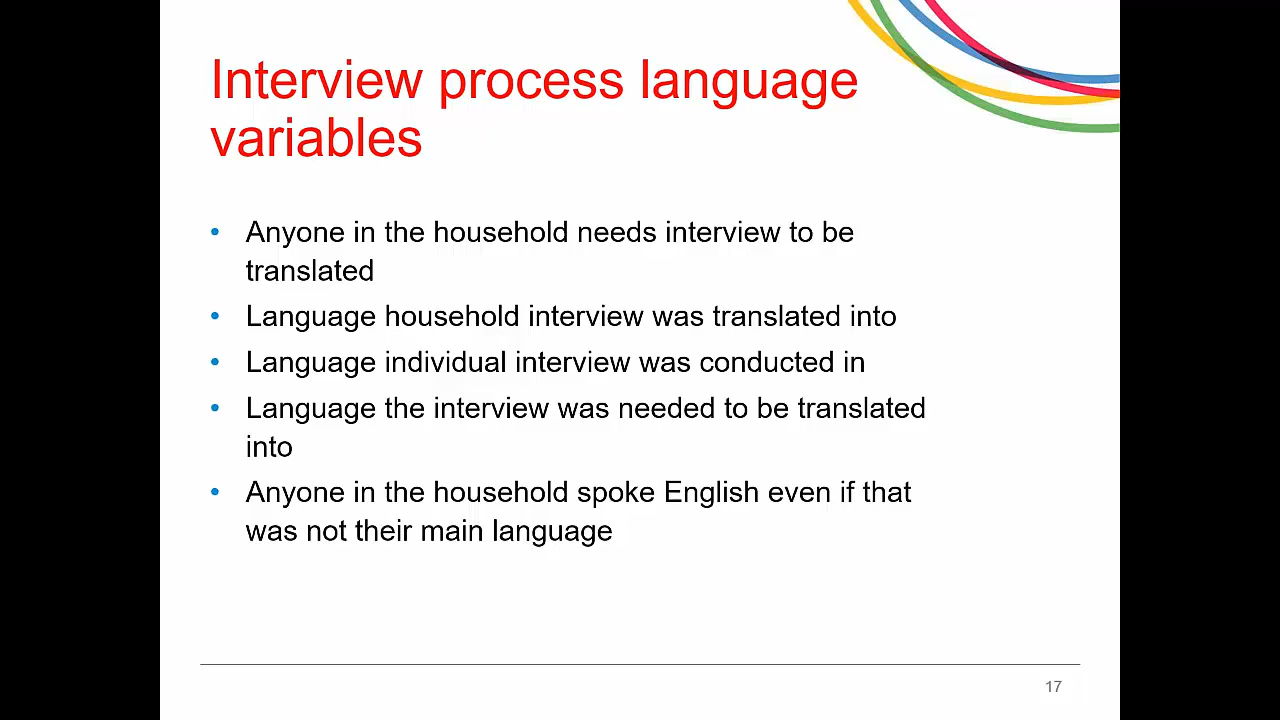 Interview process language
variables
• Anyone in the household needs interview to be
translated
• Language household interview was translated into
• Language individual interview was conducted in
• Language the interview was needed to be translated
into
• Anyone in the household spoke English even if that
was not their main language
17